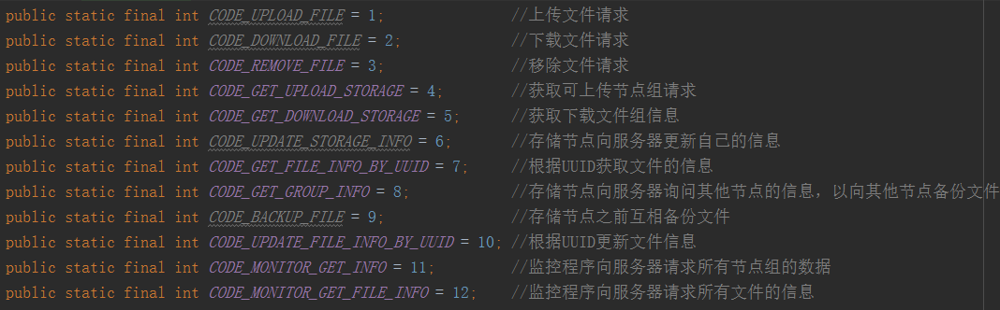 public static final int CODE_UPLOAD_FILE = 1; //上传文件请求
public static final int CODE_DOWNLOAD_FILE = 2; //下载文件请求
public static final int CODE_REMOVE_FILE = 3; //移除文件请求
public static final int CODE_GET_UPLOAD_STORAGE = 4; //获取可上传节点组请求
public static final int CODE_GET_DOWNLOAD_STORAGE = 5; //获取下载文件组信息
public static final int CODE_UPDATE_STORAGE_INFO = 6; //存储节点向服务器更新自己的信息
public static final int CODE_GET_FILE_INFO_BY_UUID = 7; //根据UUID获取文件的信息
public static final int CODE_GET_GROUP_INFO = 8; //存储节点向服务器询问其他节点的信息，以向其他节点备份文件
public static final int CODE_BACKUP_FILE = 9; //存储节点之前互相备份文件
public static final int CODE_UPDATE_FILE_INFO_BY_UUID = 10; //根据UUID更新文件信息
public static final int CODE_MONITOR_GET_INFO = 11; //监控程序向服务器请求所有节点组的数据
public static final int CODE_MONITOR_GET_FILE_INFO = 12; //监控程序向服务器请求所有文件的信息